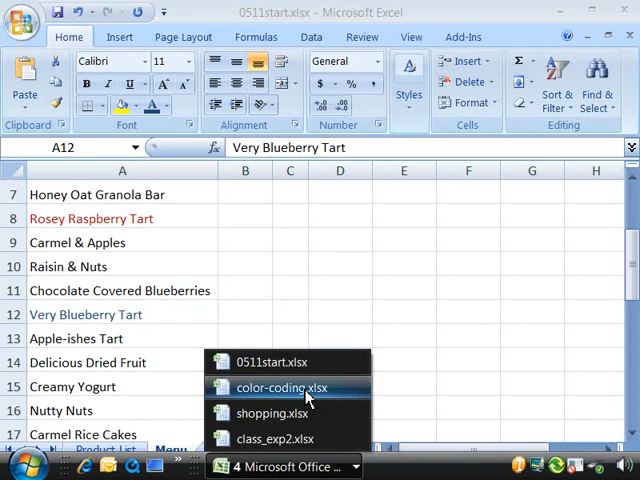 0511start.xlsx – Microsoft Excel
Home Insert Page Layout Formulas Data Review View Add-Ins
Calibri 11 General Insert Σ
Paste B I U A A $ % , Styles Delete Sort & Filter Find & Select
A Format
Clipboard Font Alignment Number Cells Editing
A12 fx Very Blueberry Tart
A B C D E F G H
7 Honey Oat Granola Bar
8 Rosey Raspberry Tart
9 Carmel & Apples
10 Raisin & Nuts
11 Chocolate Covered Blueberries
12 Very Blueberry Tart
13 Apple-ishes Tart
14 Delicious Dried Fruit
15 Creamy Yogurt
16 Nutty Nuts
17 Carmel Rice Cakes
0511start.xlsx
color-coding.xlsx
shopping.xlsx
class_exp2.xlsx
Product List Menu
4 Microsoft Office ...